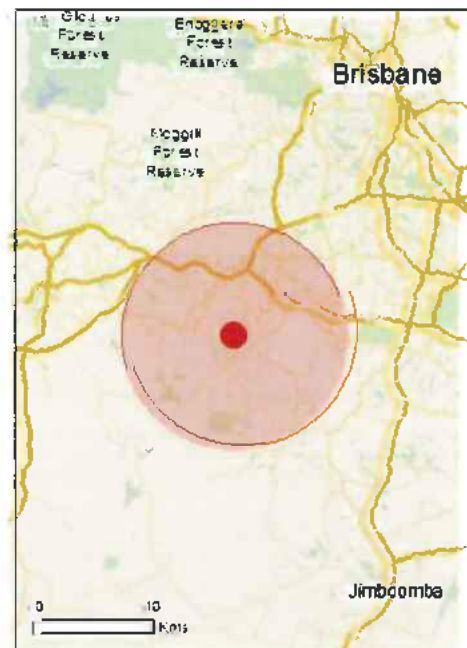 Forest
Reserve
Enoggera
Forest
Reserve
Brisbane
Moggill
Forest
Reserve
Jimboomba
0 10
Kms